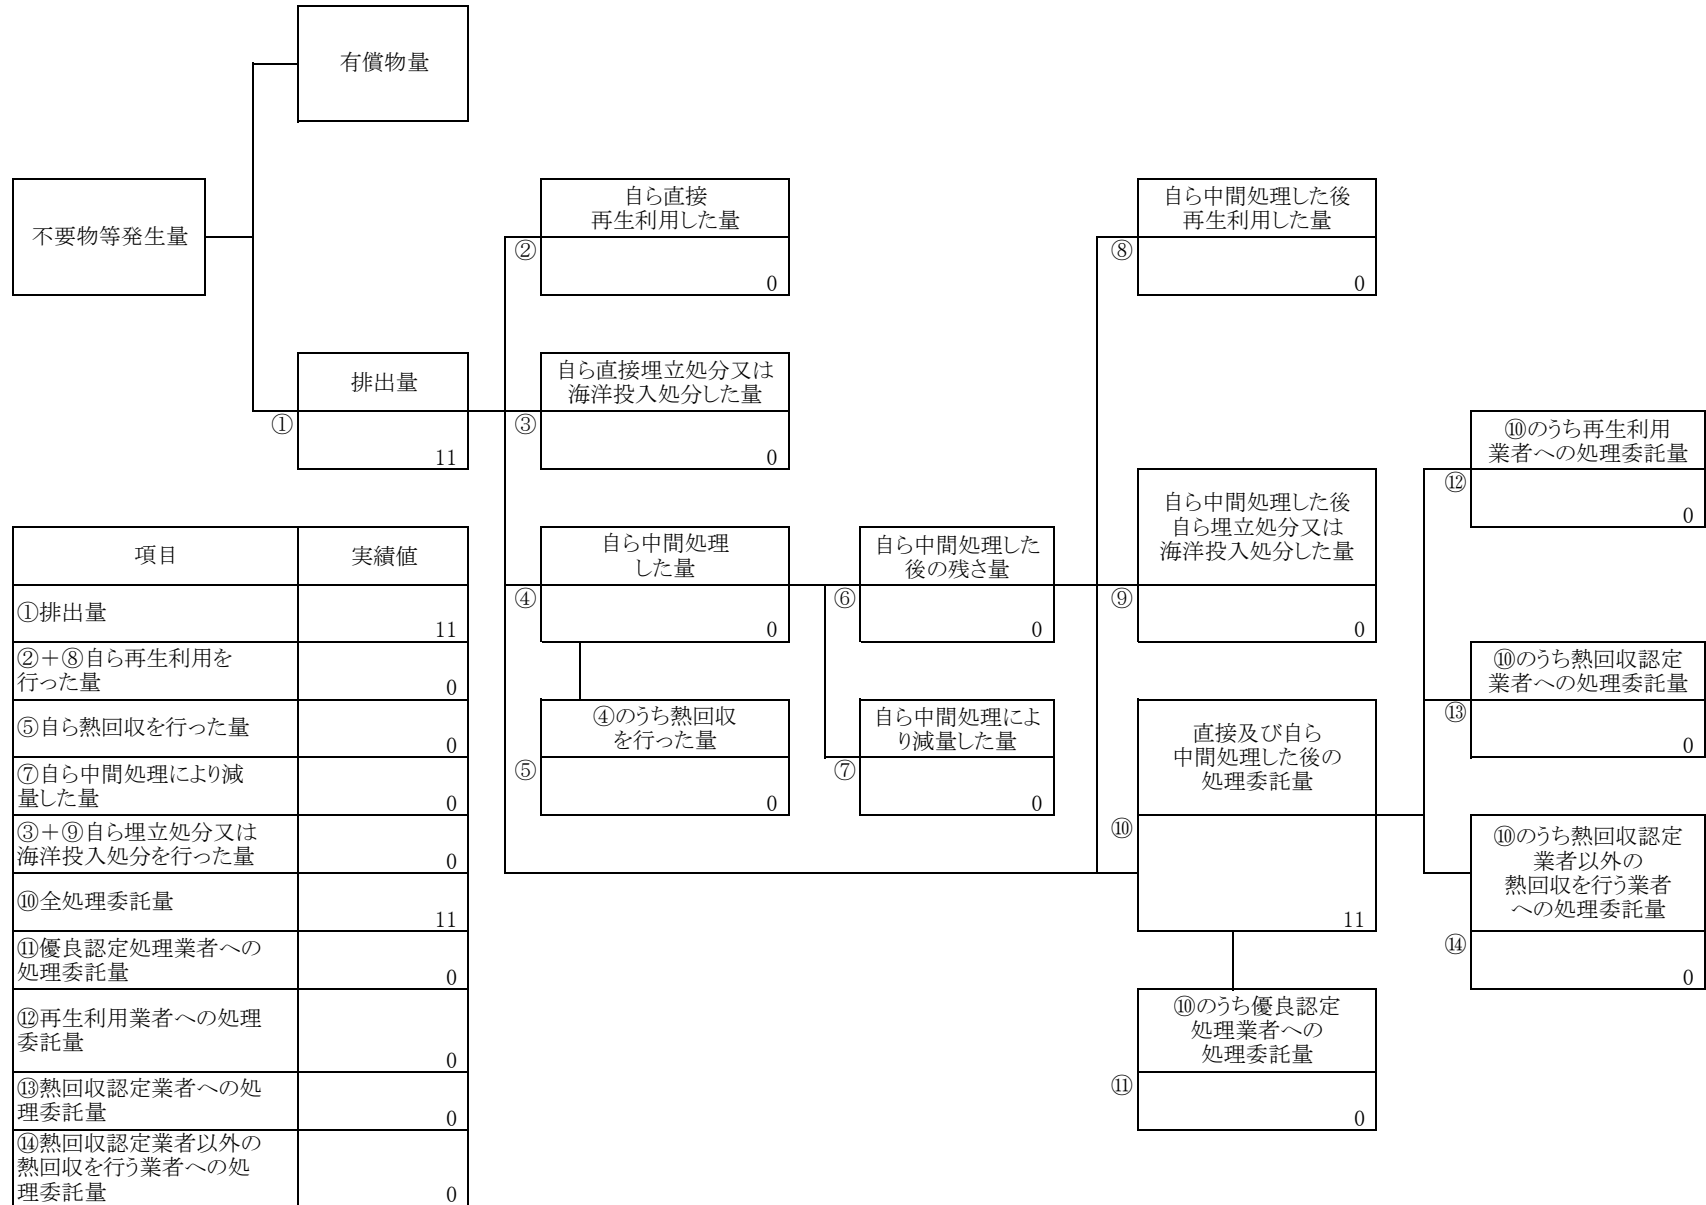 有償物量
不要物等発生量
自ら直接
再生利用した量
②
0
自ら中間処理した後
再生利用した量
⑧
0
排出量
①
11
自ら直接埋立処分又は
海洋投入処分した量
③
0
⑩のうち再生利用
業者への処理委託量
⑫
0
自ら中間処理した後
自ら埋立処分又は
海洋投入処分した量
⑨
0
自ら中間処理
した量
④
0
自ら中間処理した
後の残さ量
⑥
0
④のうち熱回収
を行った量
⑤
0
自ら中間処理によ
り減量した量
⑦
0
直接及び自ら
中間処理した後の
処理委託量
⑩
11
⑩のうち熱回収認定
業者への処理委託量
⑬
0
⑩のうち熱回収認定
業者以外の
熱回収を行う業者
への処理委託量
⑭
0
⑩のうち優良認定
処理業者への
処理委託量
⑪
0
項目 実績値
①排出量
11
②＋⑧自ら再生利用を
行った量
0
⑤自ら熱回収を行った量
0
⑦自ら中間処理により減
量した量
0
③＋⑨自ら埋立処分又は
海洋投入処分を行った量
0
⑩全処理委託量
11
⑪優良認定処理業者への
処理委託量
0
⑫再生利用業者への処理
委託量
0
⑬熱回収認定業者への処
理委託量
0
⑭熱回収認定業者以外の
熱回収を行う業者への処
理委託量
0